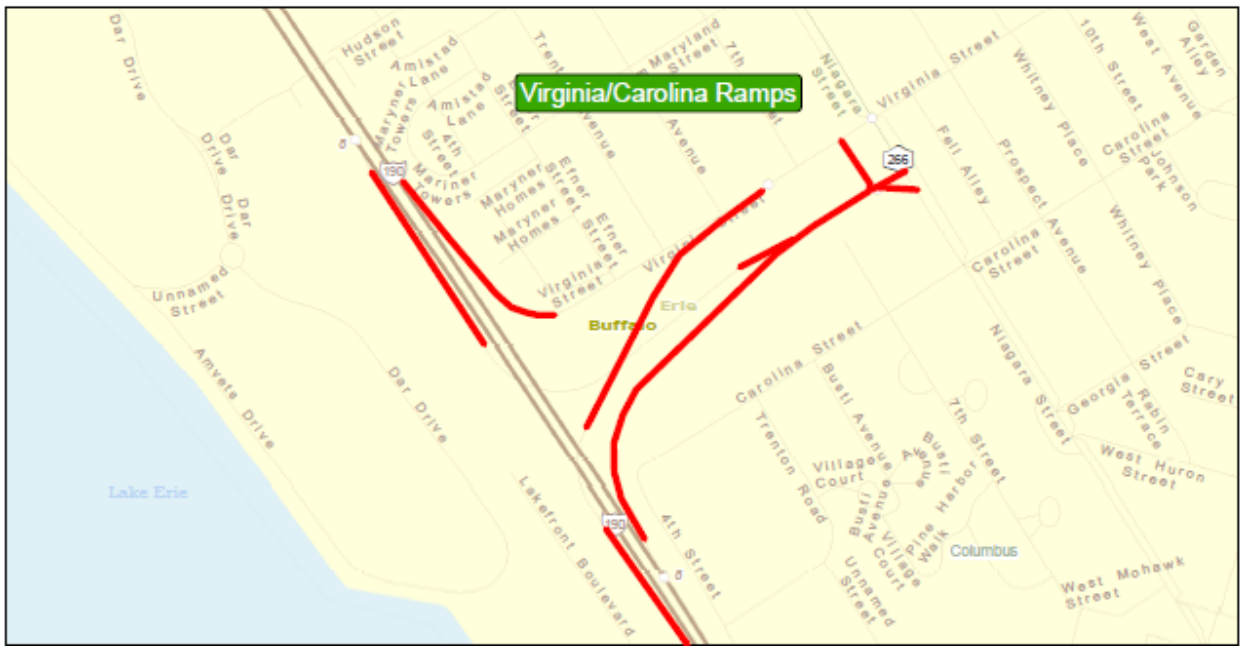 Dar Drive
Hudson
Street
Amistad
Lane
Maryner
Towers
Amistad
Lane
4th
Street
Mariner
Towers
Maryland
Street
7th
Avenue
Virginia/Carolina Ramps
Niagara
Street
Virginia Street
Whitney Place
10th Street
West Avenue
Garden
Alley
Carolina
Street
Johnson
Park
8
190
266
Fell Alley
Prospect Avenue
Whitney Place
Maryner
Homes
Maryner
Homes
Efner
Street
Efner
Street
Virginia Street
Virginia
Street
Carolina
Street
Dar
Drive
Dar
Drive
Unnamed
Street
Erie
Buffalo
Amvets Drive
Dar Drive
Carolina Street
Niagara Street
Georgia Street
Cary
Street
Rabin
Terrace
West Huron
Street
Busti Avenue
7th Street
Trenton Road
Village
Court
Busti
Avenue
Busti
Avenue
Pine Harbor
Walk
Village
Court
Unnamed
Street
Columbus
West Mohawk
Street
Lake Erie
Lakefront Boulevard
190
4th Street
8